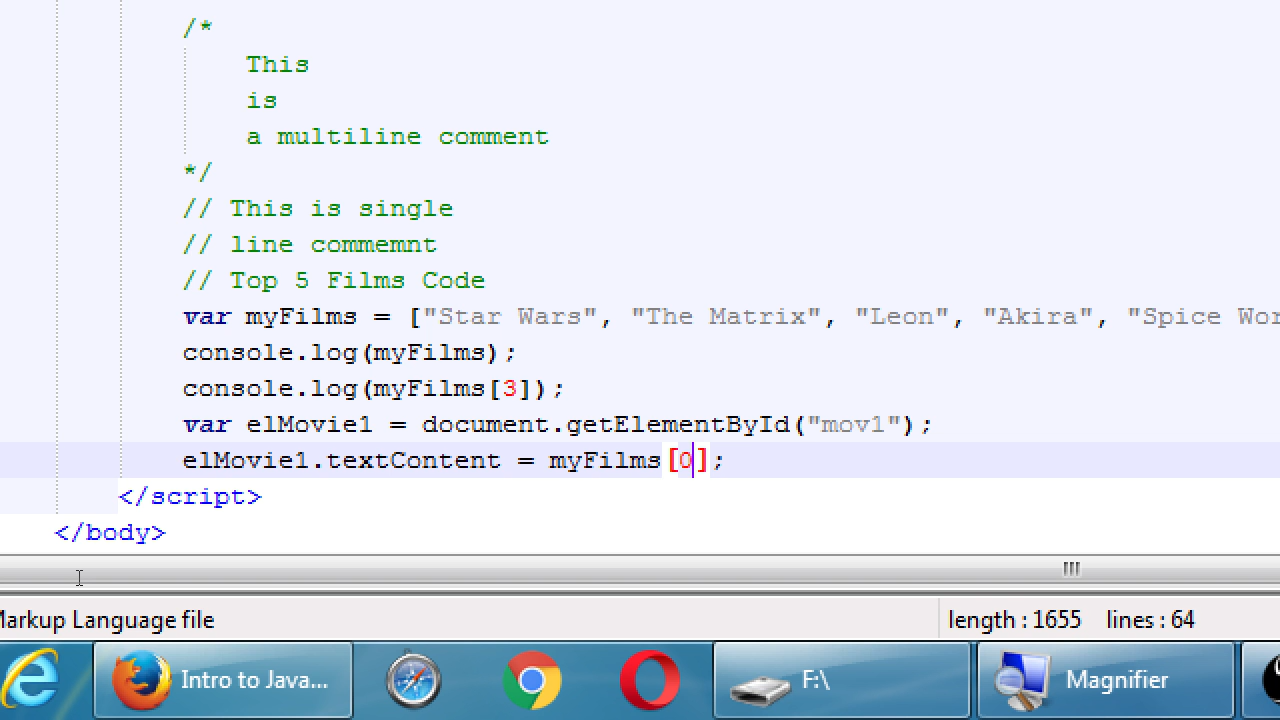 /*
This
is
a multiline comment
*/
// This is single
// line commemnt
// Top 5 Films Code
var myFilms = ["Star Wars", "The Matrix", "Leon", "Akira", "Spice
console.log(myFilms);
console.log(myFilms[3]);
var elMovie1 = document.getElementById("mov1");
elMovie1.textContent = myFilms[0];
</script>
</body>
Markup Language file
length : 1655 lines : 64
Intro to Java...
F:\
Magnifier